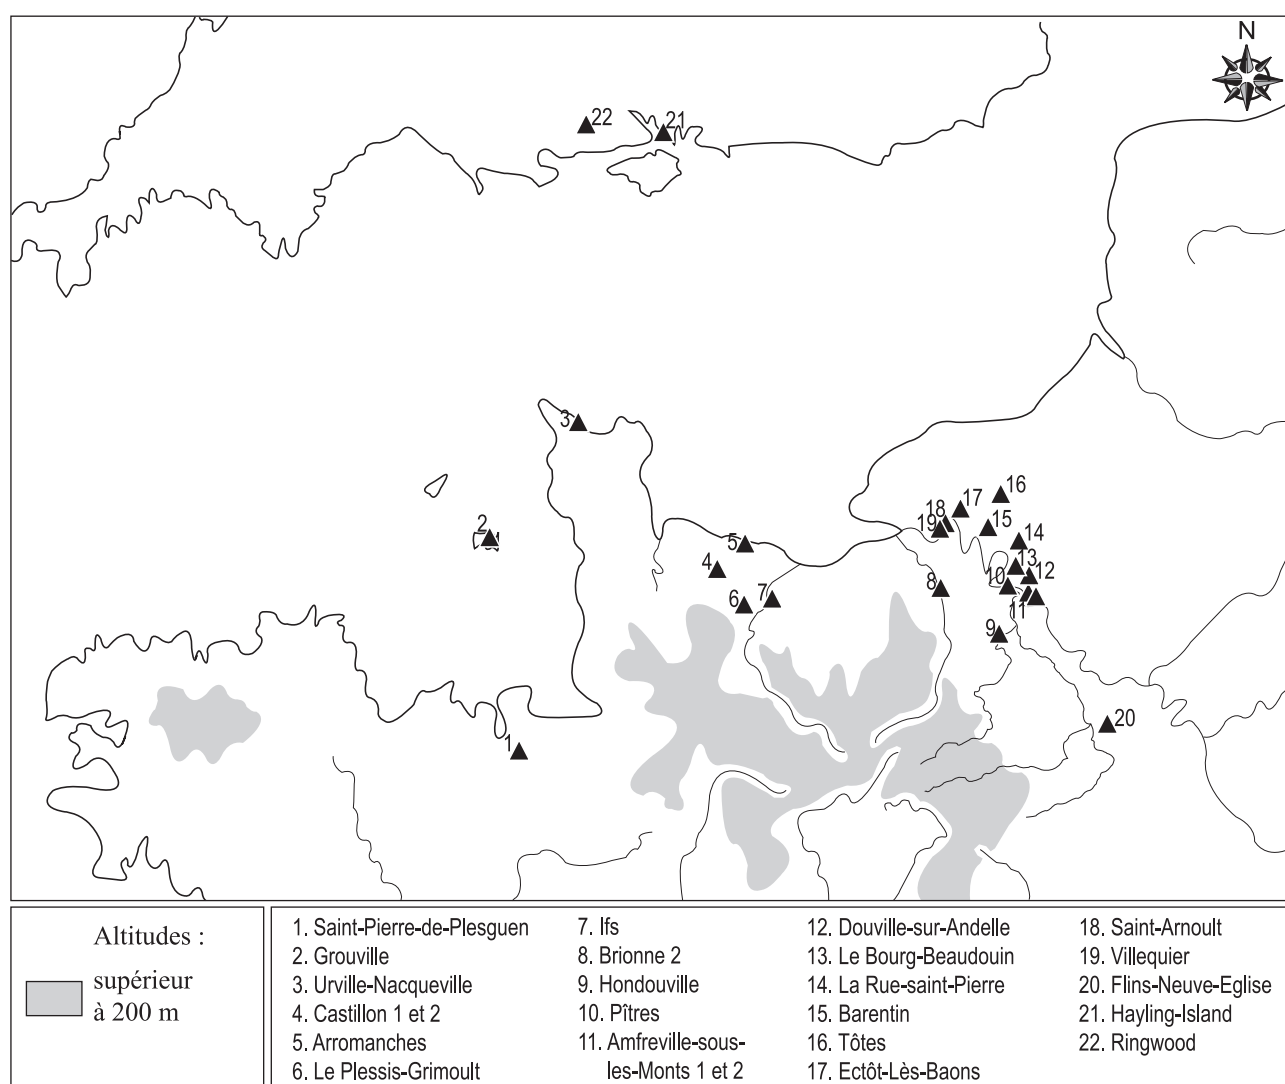 N
22
21
3
2
16
17
18
19
15
14
5
13
4
12
10
8
7
6
11
9
20
1
Altitudes :
supérieur
à 200 m
1. Saint-Pierre-de-Plesguen
2. Grouville
3. Urville-Nacqueville
4. Castillon 1 et 2
5. Arromanches
6. Le Plessis-Grimoult
7. Ifs
8. Brionne 2
9. Hondouville
10. Pîtres
11. Amfreville-sous-
les-Monts 1 et 2
12. Douville-sur-Andelle
13. Le Bourg-Beaudouin
14. La Rue-saint-Pierre
15. Barentin
16. Tôtes
17. Ectôt-Lès-Baons
18. Saint-Arnoult
19. Villequier
20. Flins-Neuve-Eglise
21. Hayling-Island
22. Ringwood